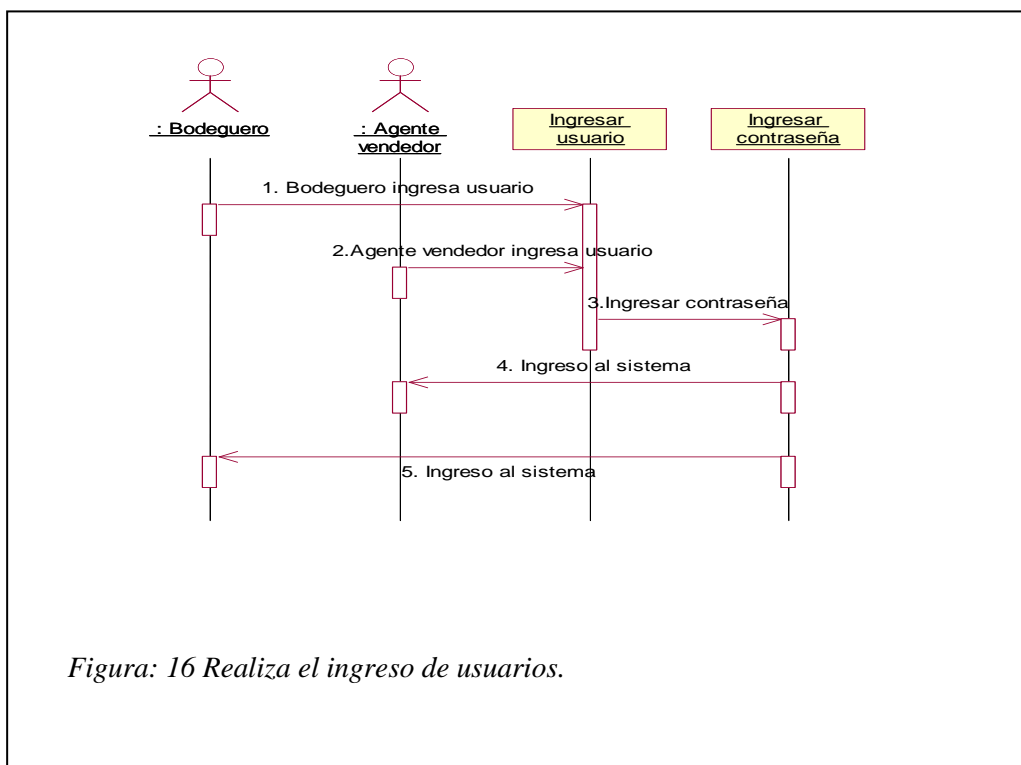 : Bodeguero
: Agente
vendedor
Ingresar
usuario
Ingresar
contraseña
1. Bodeguero ingresa usuario
2.Agente vendedor ingresa usuario
3.Ingresar contraseña
4. Ingreso al sistema
5. Ingreso al sistema
Figura: 16 Realiza el ingreso de usuarios.